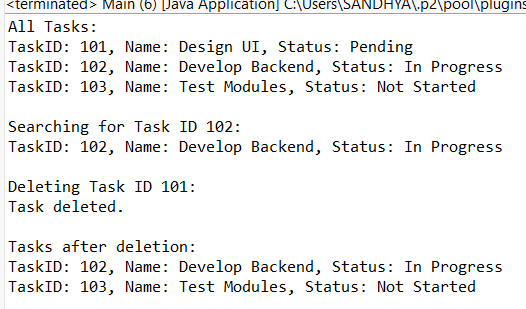 <terminated> Main (6) [Java Application] C:\Users\SANDHYA\.p2\pool\plugins
All Tasks:
TaskID: 101, Name: Design UI, Status: Pending
TaskID: 102, Name: Develop Backend, Status: In Progress
TaskID: 103, Name: Test Modules, Status: Not Started
Searching for Task ID 102:
TaskID: 102, Name: Develop Backend, Status: In Progress
Deleting Task ID 101:
Task deleted.
Tasks after deletion:
TaskID: 102, Name: Develop Backend, Status: In Progress
TaskID: 103, Name: Test Modules, Status: Not Started